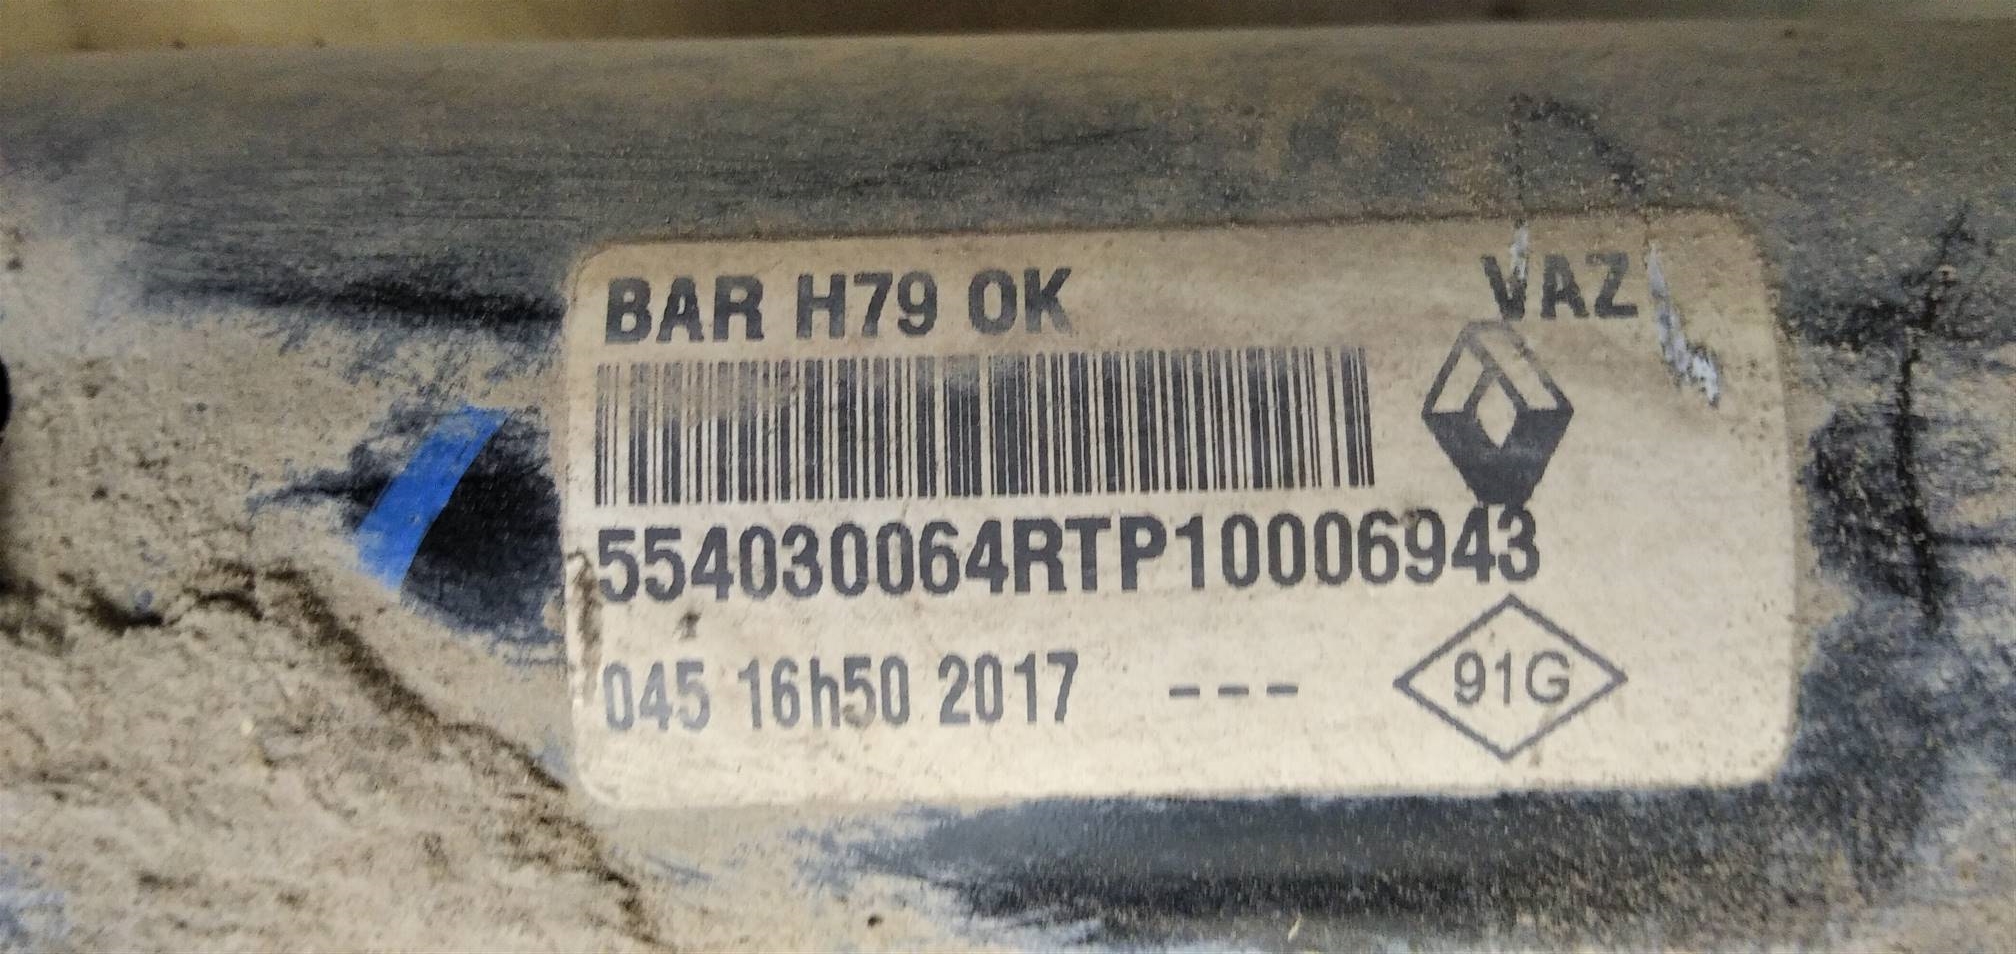 BAR H79 OK VAZ
554030064RTP10006943
045 16h50 2017 ---
91G